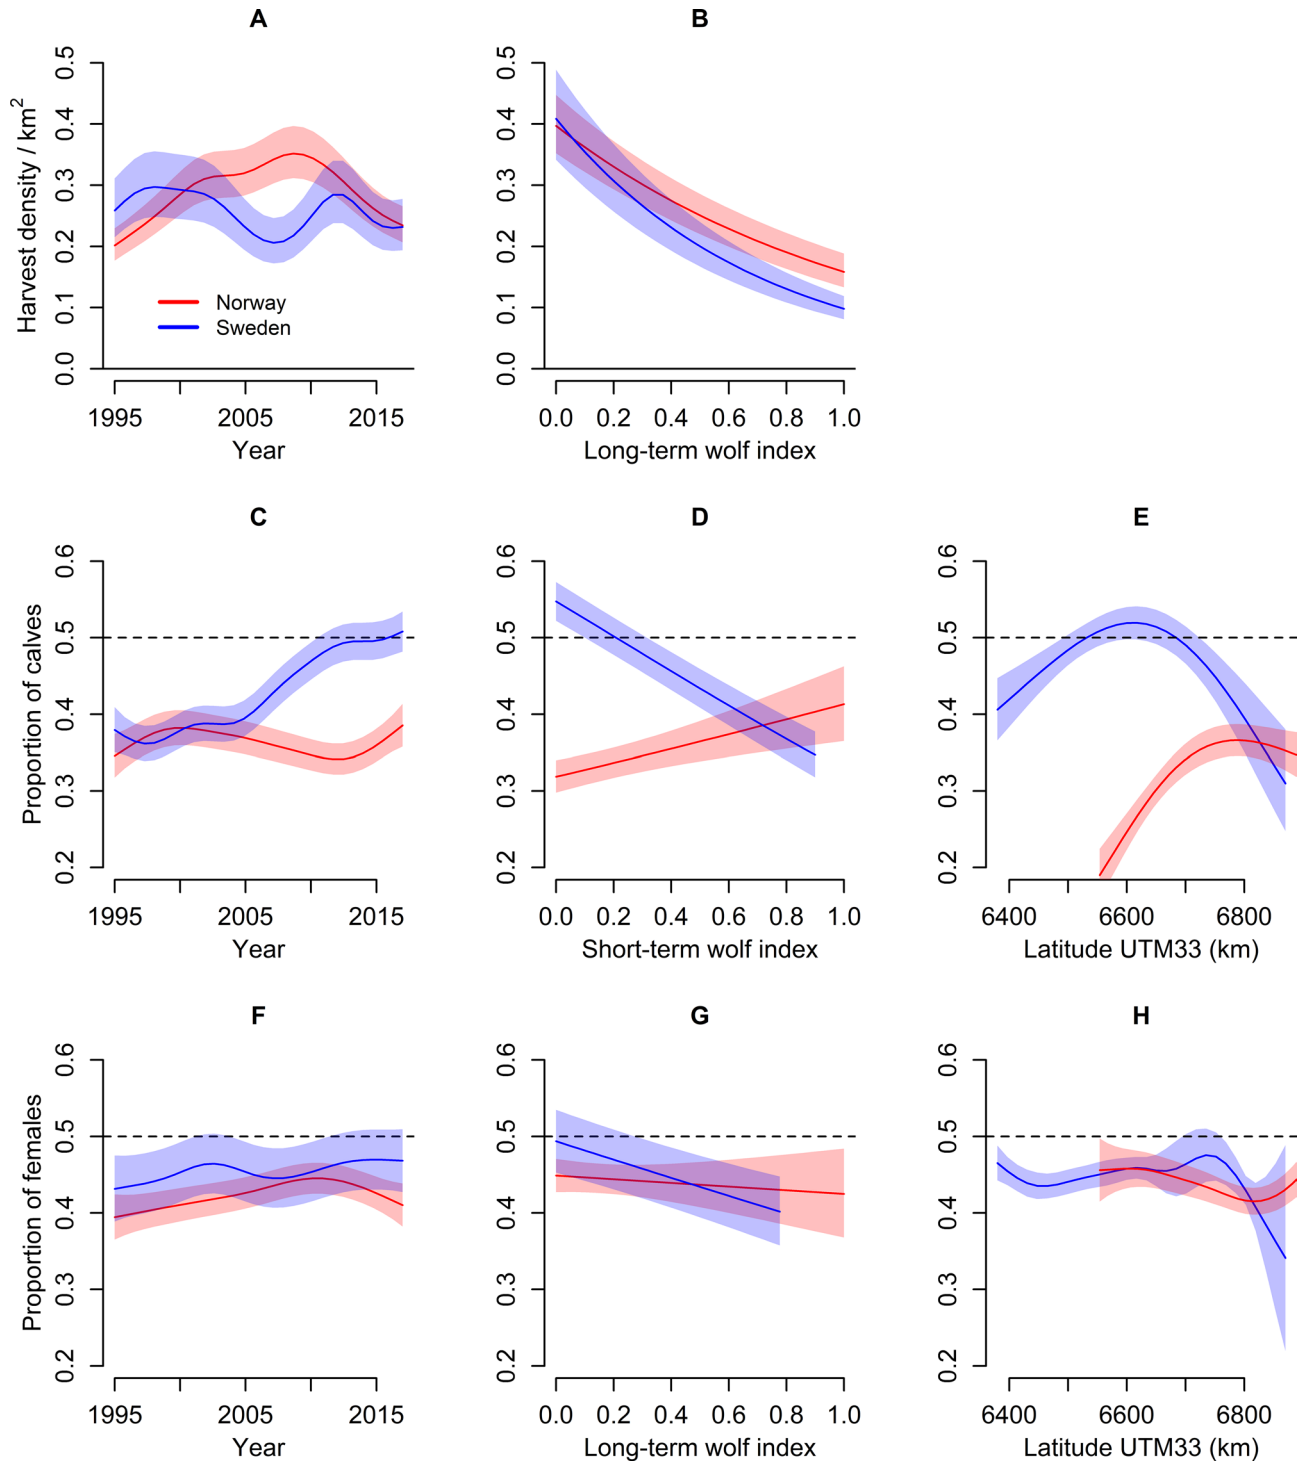 A
B
Harvest density / km²
0.0 0.1 0.2 0.3 0.4 0.5
0.0 0.1 0.2 0.3 0.4 0.5
Norway
Sweden
1995 2005 2015
0.0 0.2 0.4 0.6 0.8 1.0
Year
Long-term wolf index
C
D
E
Proportion of calves
0.2 0.3 0.4 0.5 0.6
0.2 0.3 0.4 0.5 0.6
0.2 0.3 0.4 0.5 0.6
1995 2005 2015
0.0 0.2 0.4 0.6 0.8 1.0
6400 6600 6800
Year
Short-term wolf index
Latitude UTM33 (km)
F
G
H
Proportion of females
0.2 0.3 0.4 0.5 0.6
0.2 0.3 0.4 0.5 0.6
0.2 0.3 0.4 0.5 0.6
1995 2005 2015
0.0 0.2 0.4 0.6 0.8 1.0
6400 6600 6800
Year
Long-term wolf index
Latitude UTM33 (km)